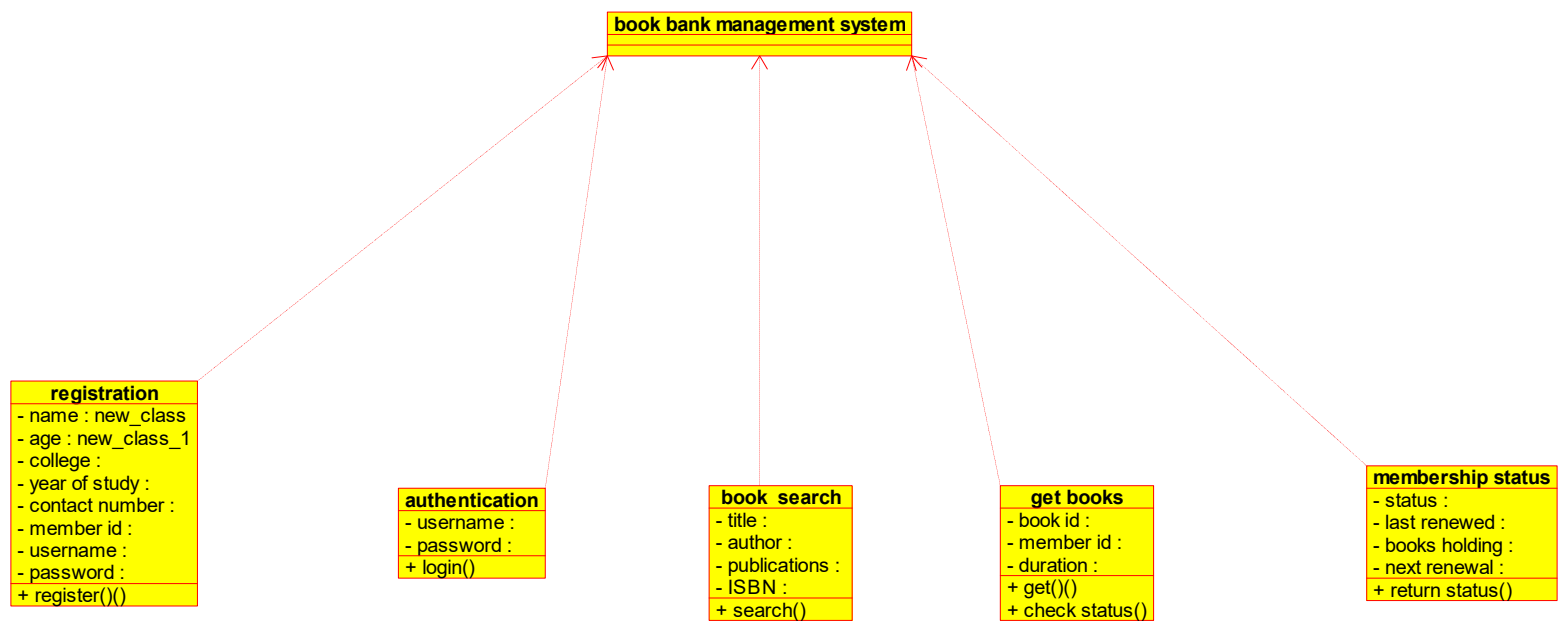 book bank management system
registration
- name : new_class
- age : new_class_1
- college :
- year of study :
- contact number :
- member id :
- username :
- password :
+ register()()
authentication
- username :
- password :
+ login()
book  search
- title :
- author :
- publications :
- ISBN :
+ search()
get books
- book id :
- member id :
- duration :
+ get()()
+ check status()
membership status
- status :
- last renewed :
- books holding :
- next renewal :
+ return status()